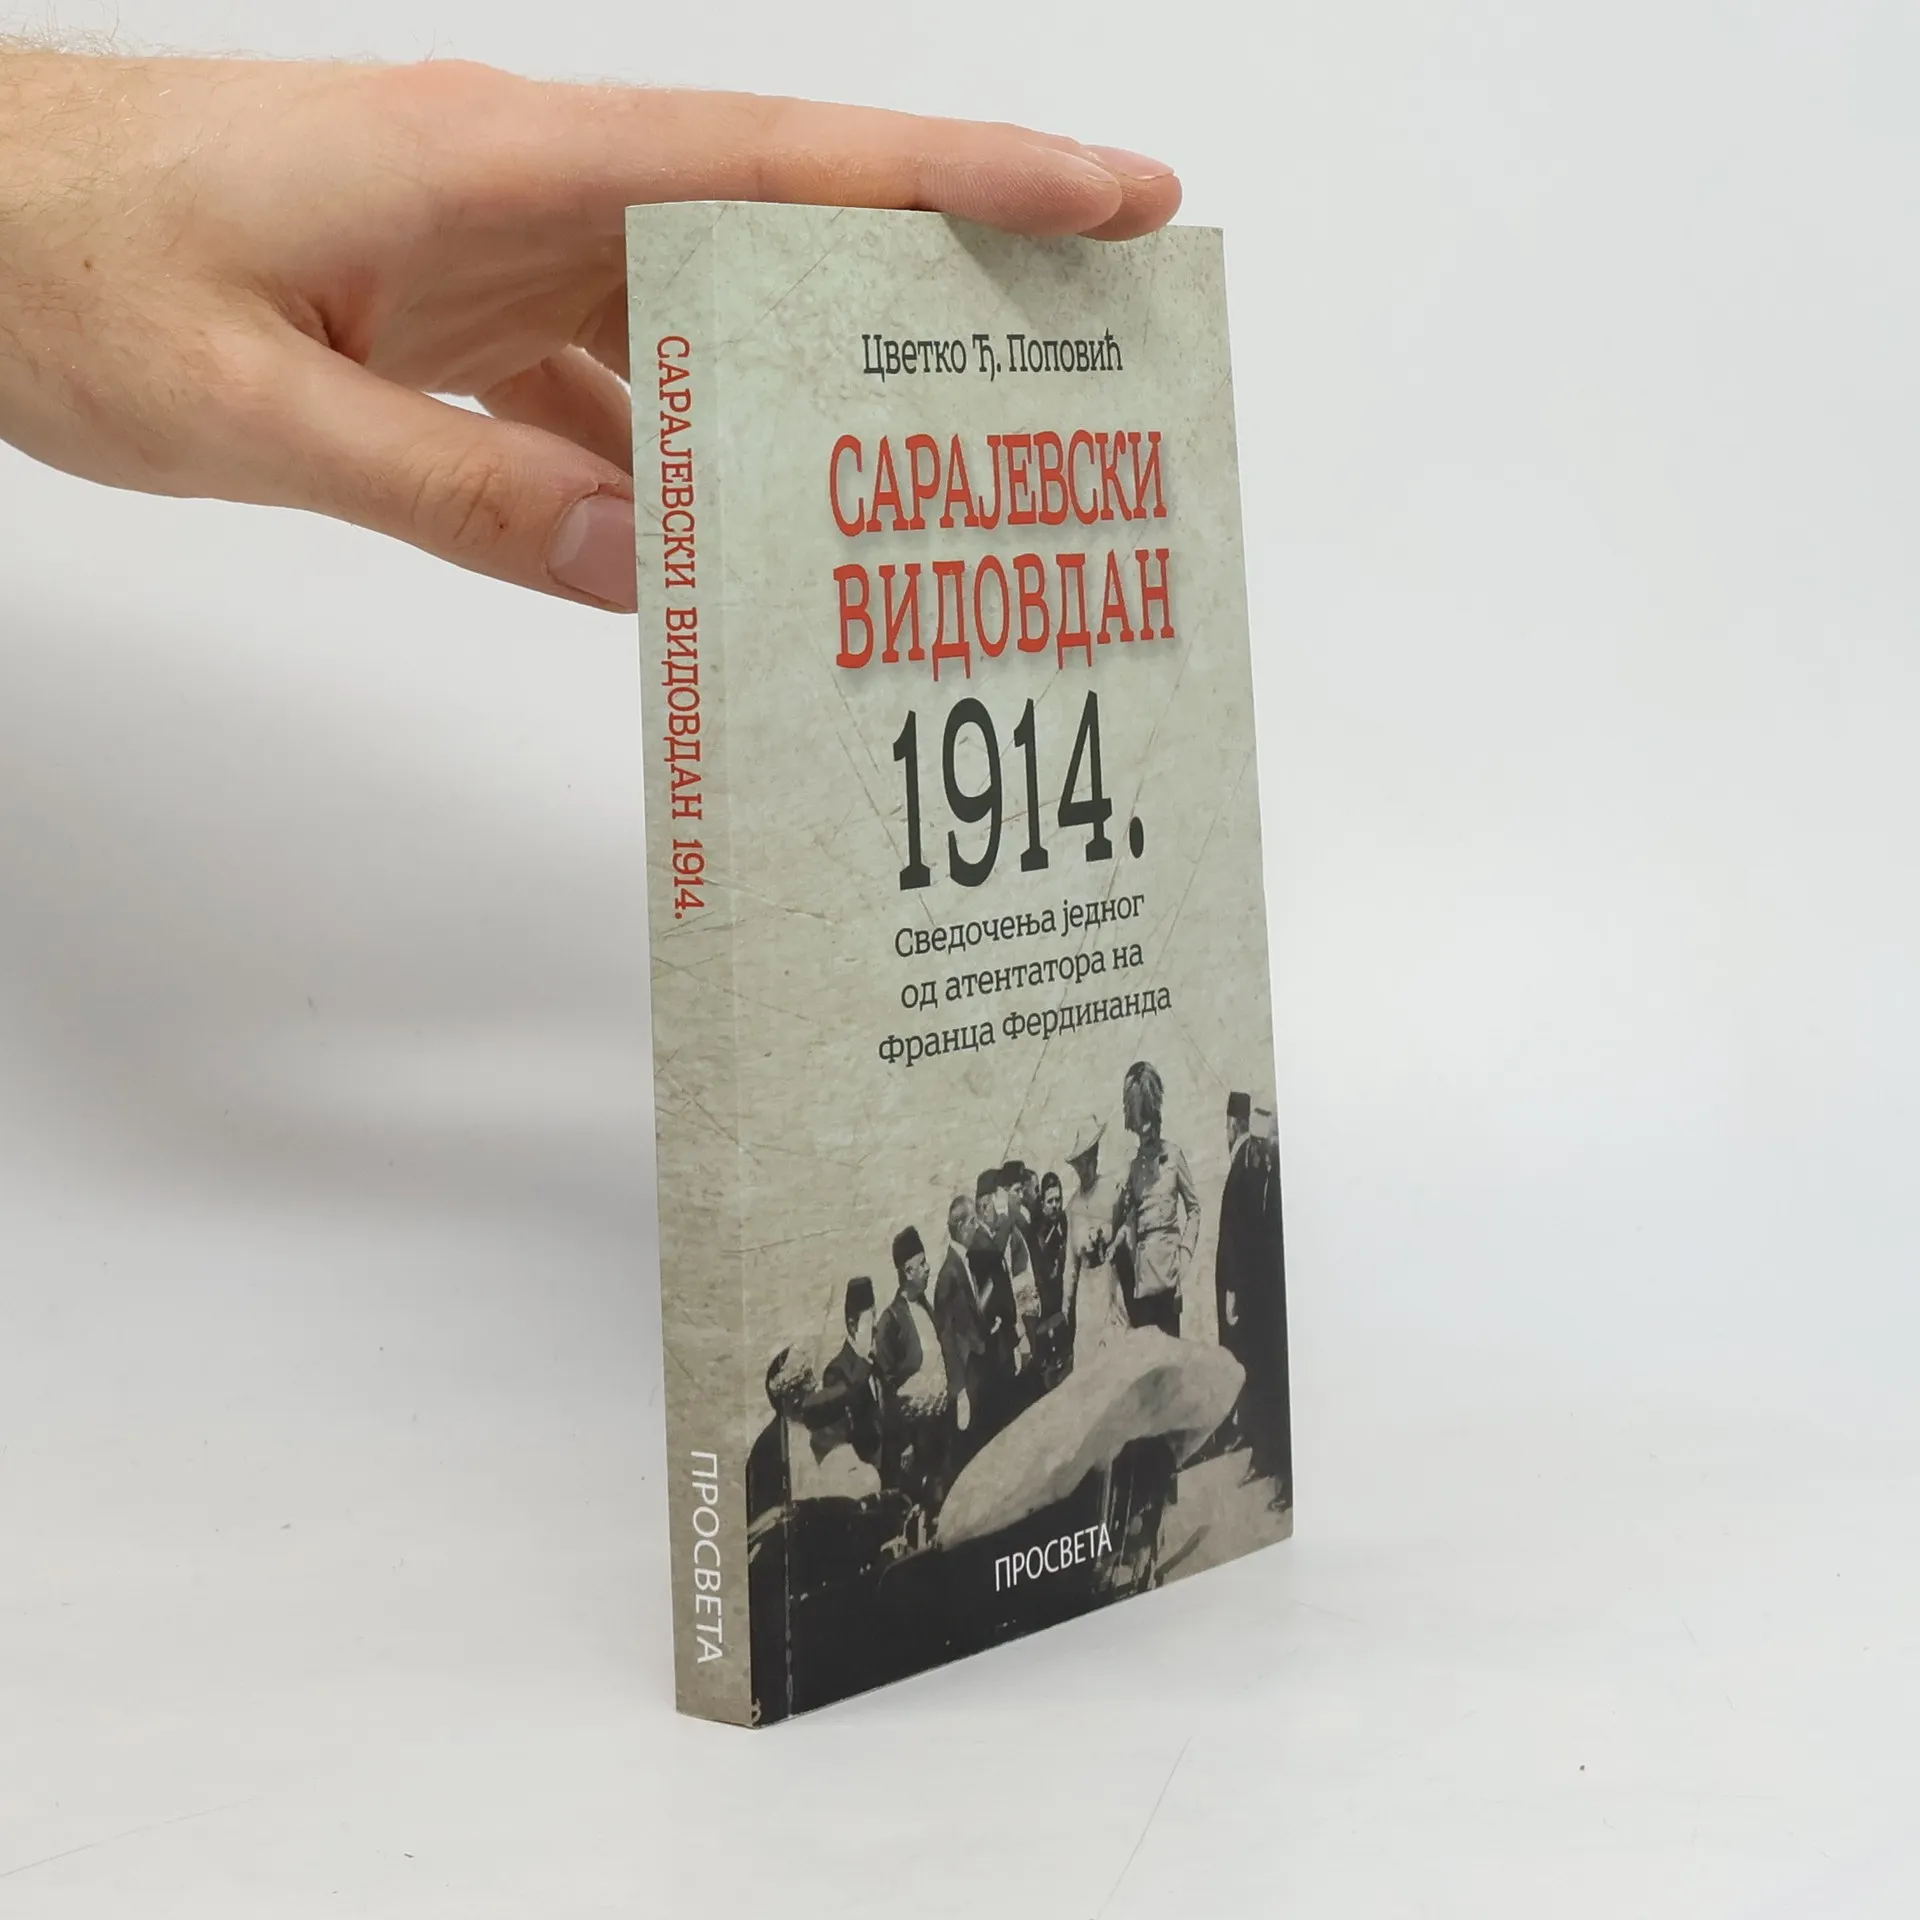 САРАЈЕВСКИ ВИДОВДАН 1914.
ПРОСВЕТА
Цветко Ђ. Поповић
САРАЈЕВСКИ
ВИДОВДАН
1914.
Сведочења једног
од атентатора на
Франца Фердинанда
ПРОСВЕТА